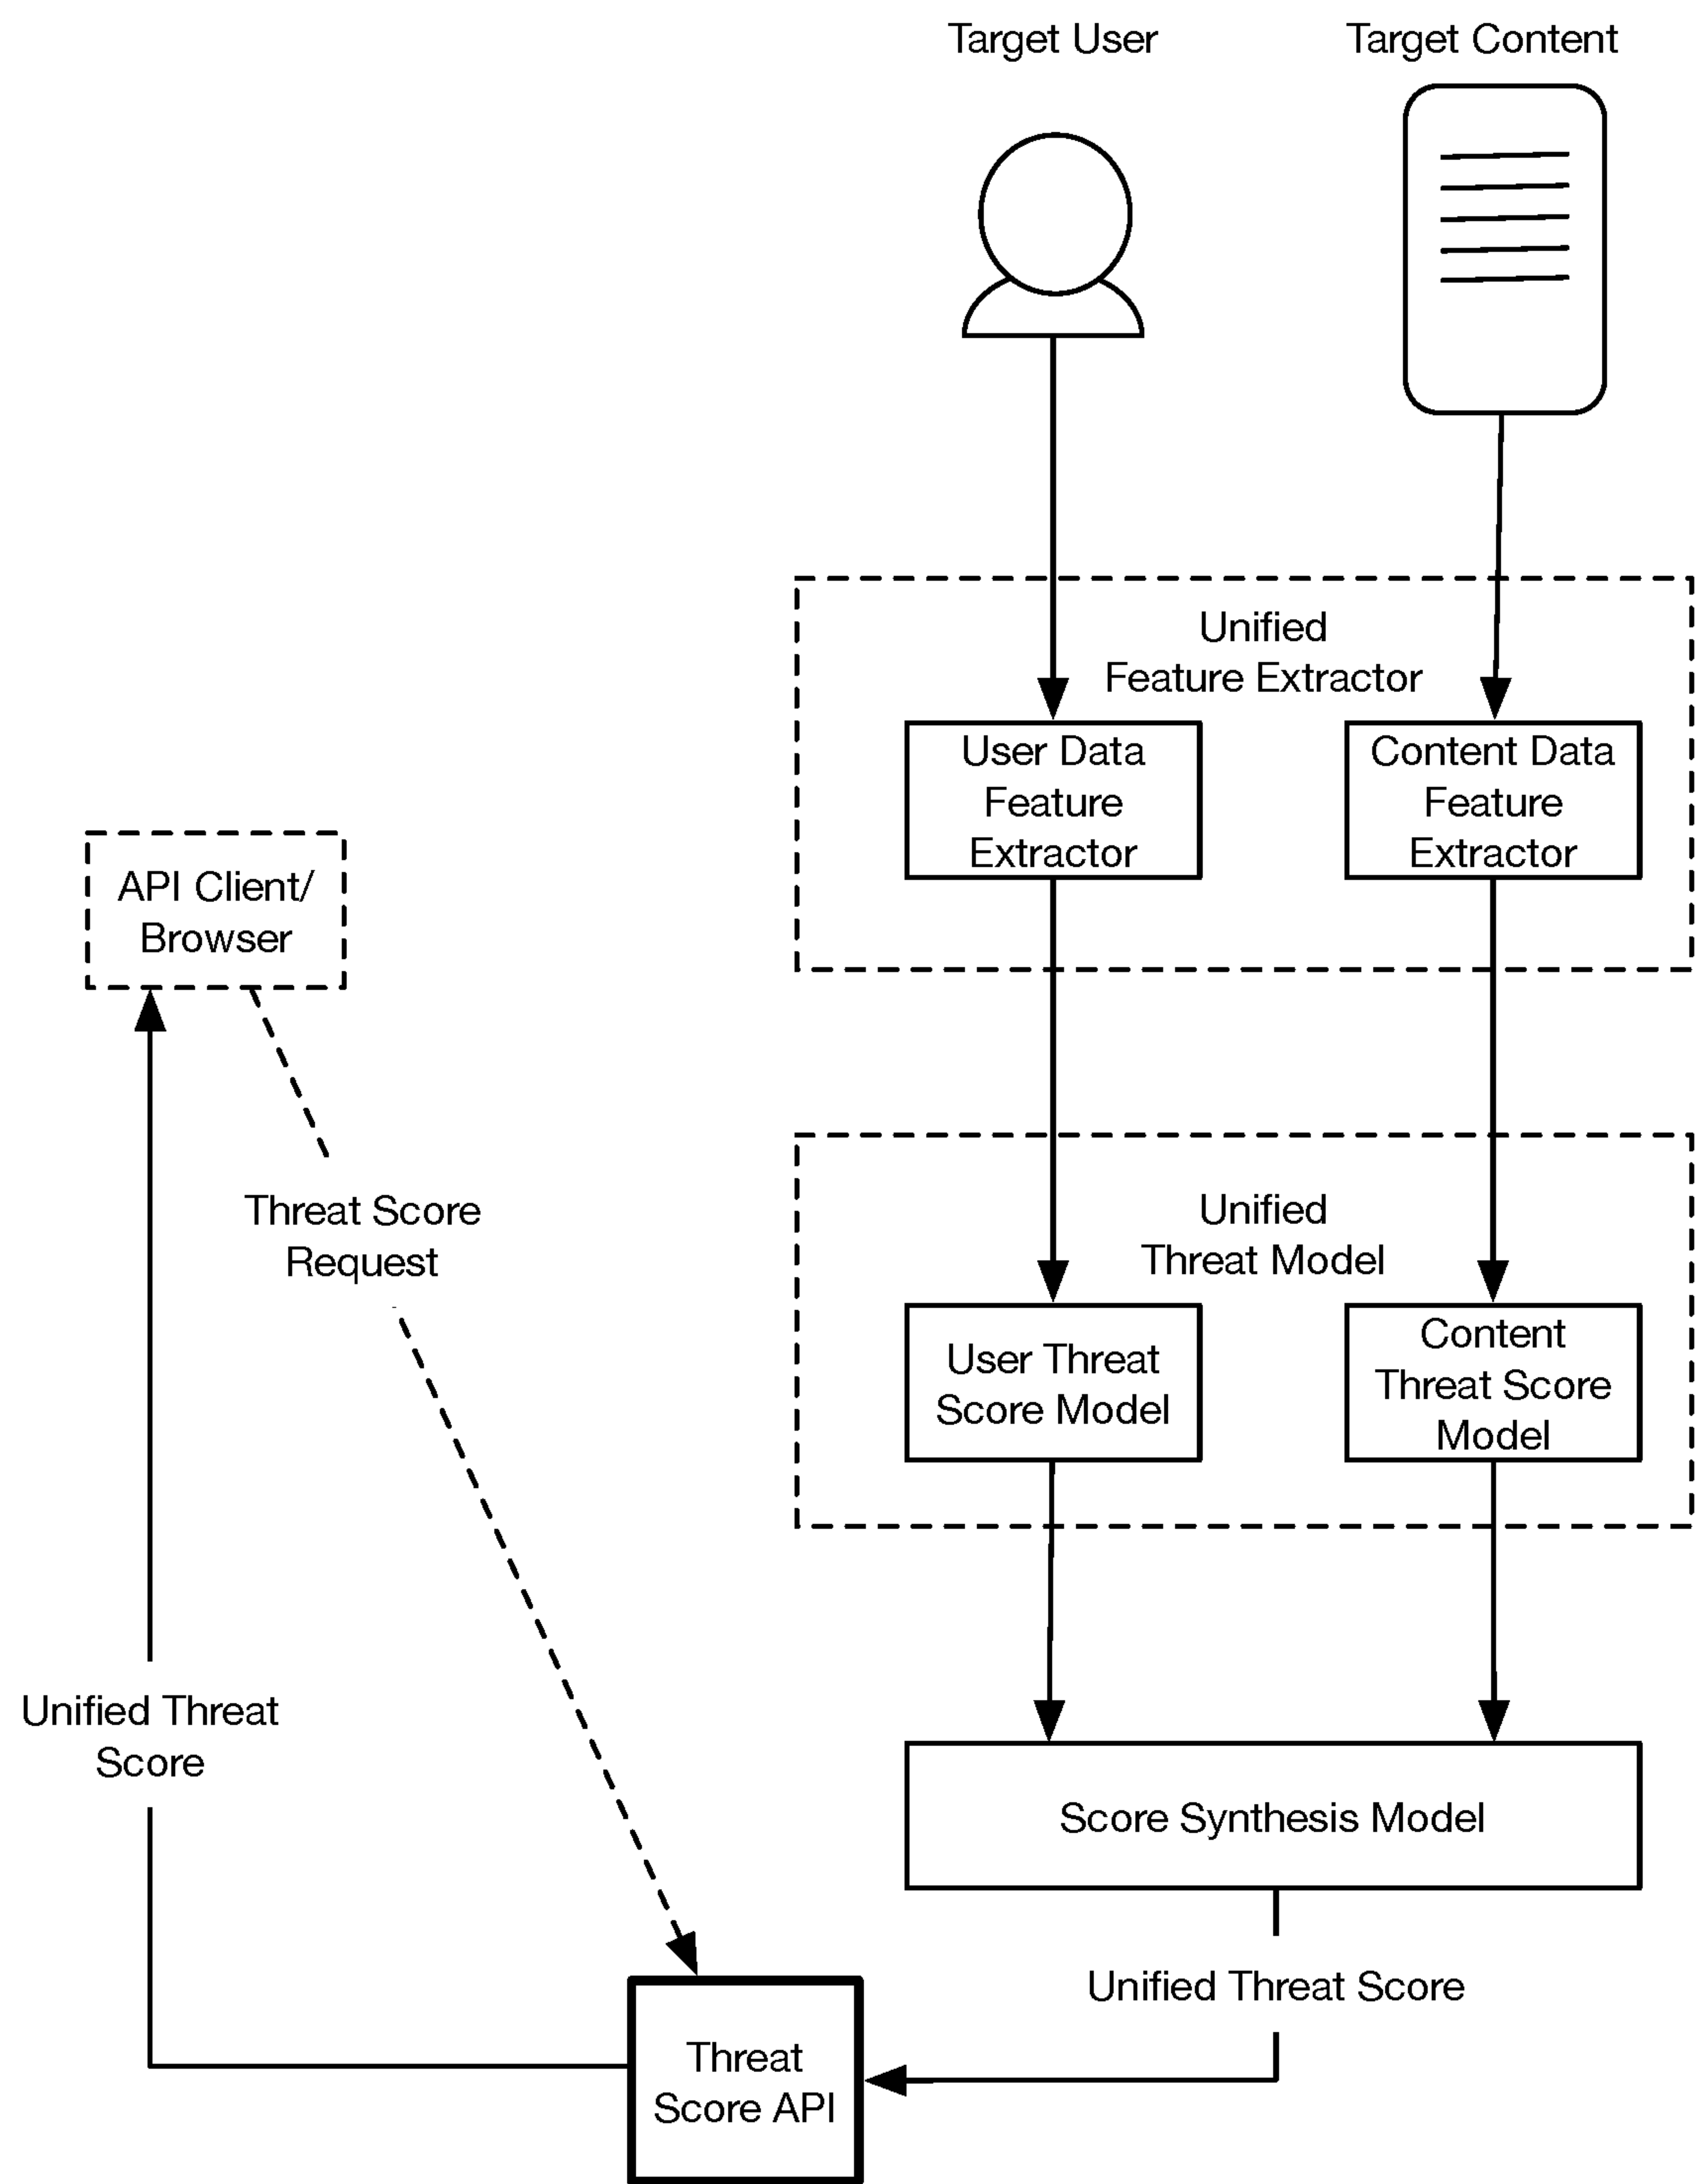 Target User
Target Content
Unified
Feature Extractor
User Data
Feature
Extractor
Content Data
Feature
Extractor
API Client/
Browser
Threat Score
Request
Unified
Threat Model
User Threat
Score Model
Content
Threat Score
Model
Unified Threat
Score
Score Synthesis Model
Unified Threat Score
Threat
Score API